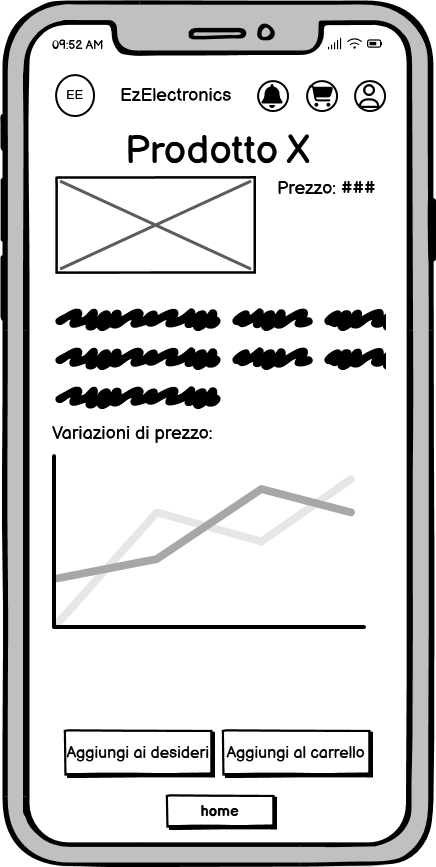 09:52 AM
EE
EzElectronics
Prodotto X
Prezzo: ###
Variazioni di prezzo:
Aggiungi ai desideri
Aggiungi al carrello
home